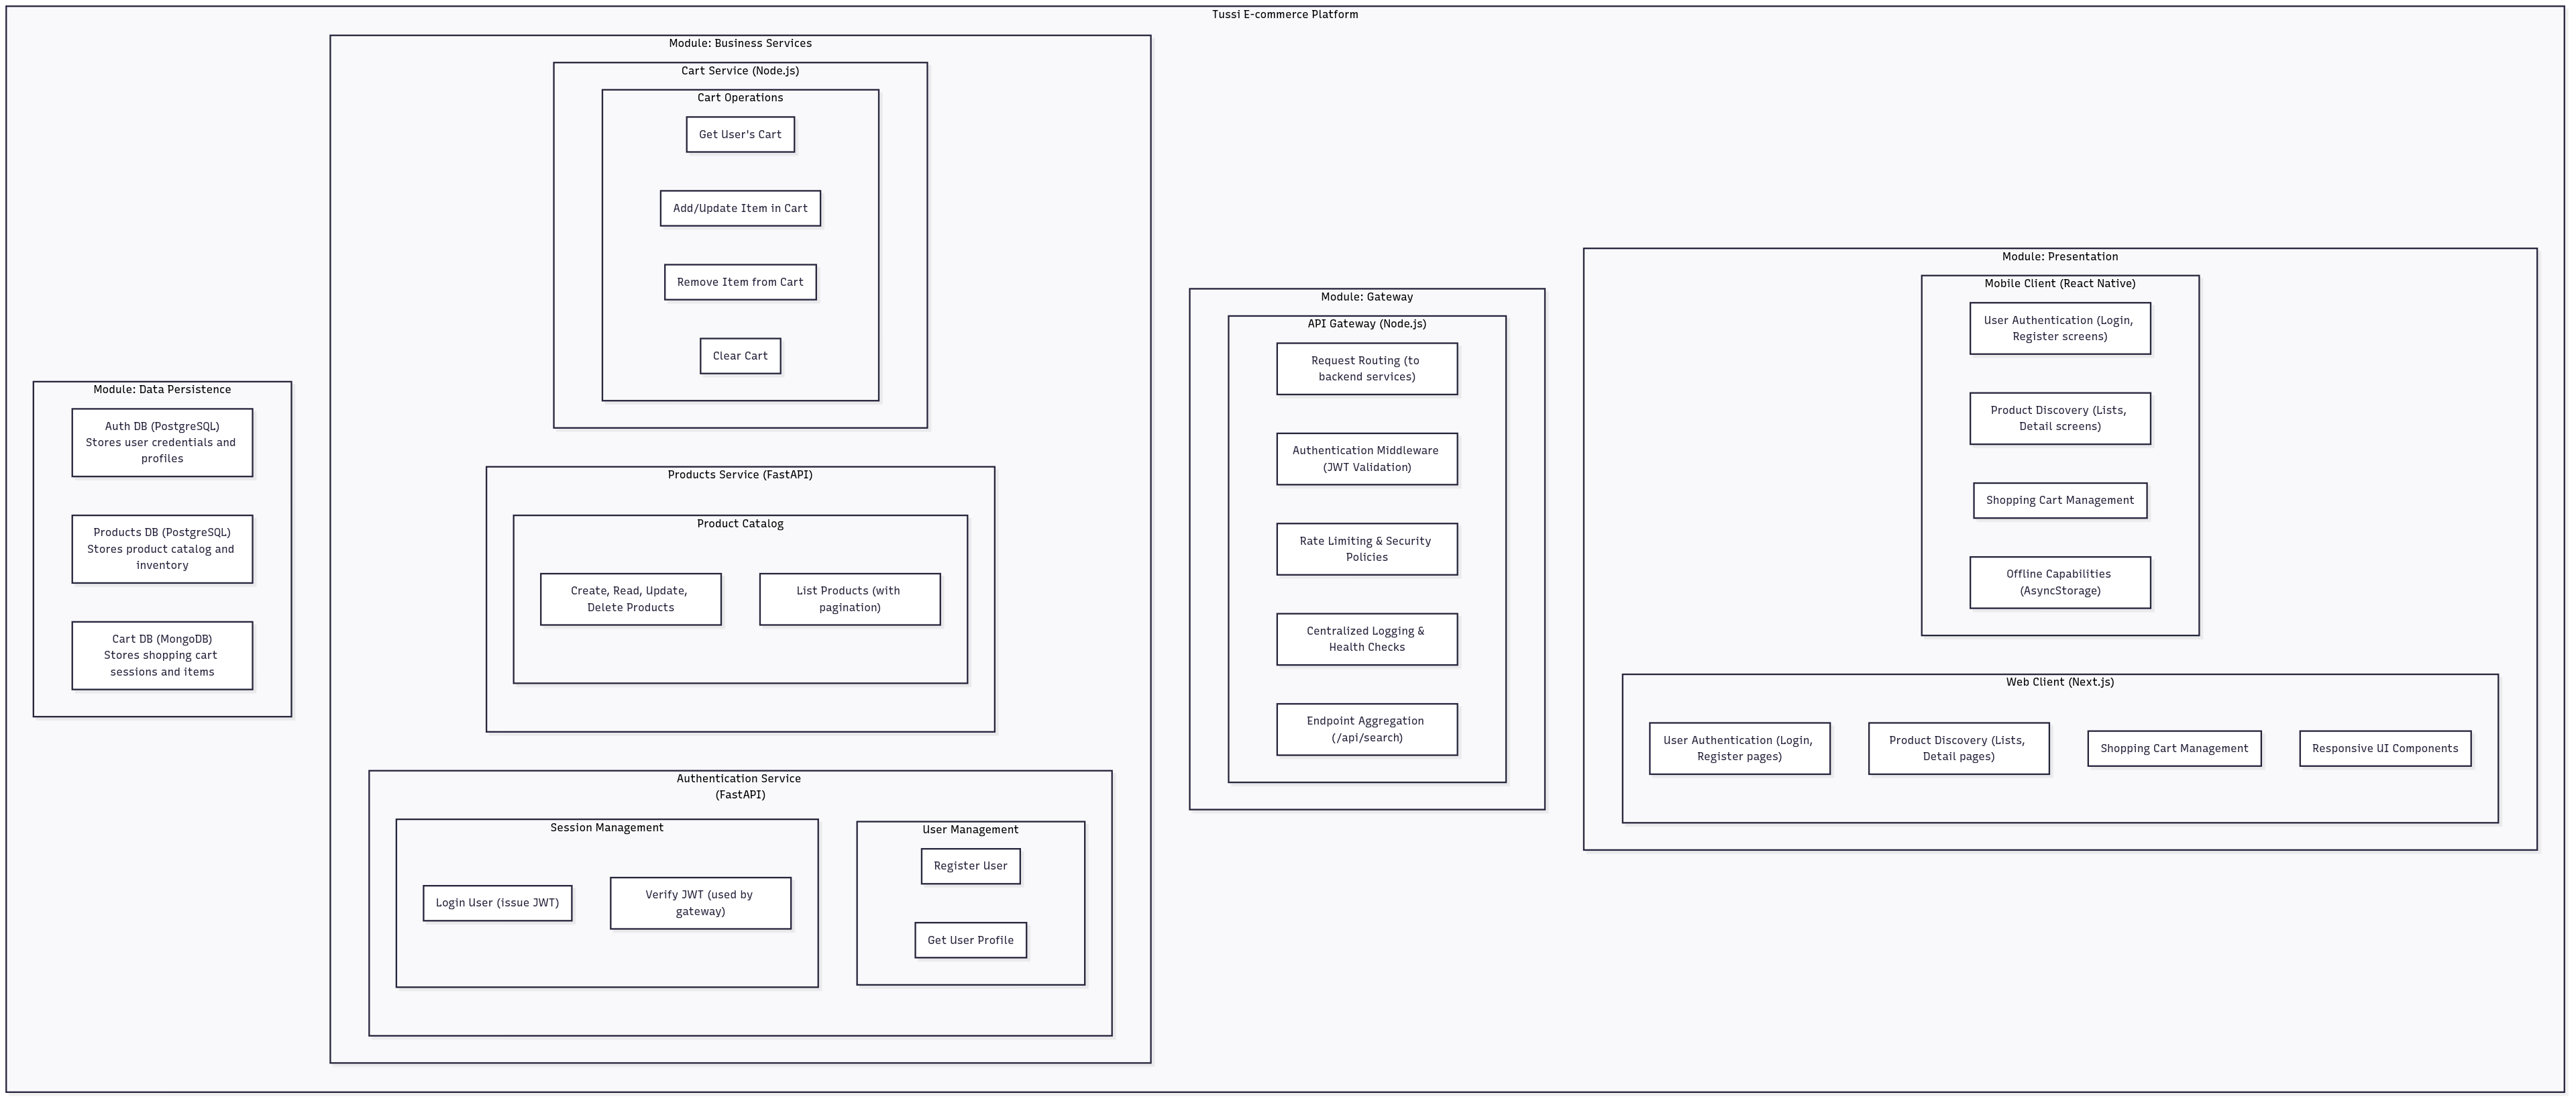 Tussi E-commerce Platform
Module: Data Persistence
Auth DB (PostgreSQL)
Stores user credentials and
profiles
Products DB (PostgreSQL)
Stores product catalog and
inventory
Cart DB (MongoDB)
Stores shopping cart
sessions and items
Module: Business Services
Cart Service (Node.js)
Cart Operations
Get User's Cart
Add/Update Item in Cart
Remove Item from Cart
Clear Cart
Products Service (FastAPI)
Product Catalog
Create, Read, Update,
Delete Products
List Products (with
pagination)
Authentication Service
(FastAPI)
Session Management
Login User (issue JWT)
Verify JWT (used by
gateway)
User Management
Register User
Get User Profile
Module: Gateway
API Gateway (Node.js)
Request Routing (to
backend services)
Authentication Middleware
(JWT Validation)
Rate Limiting & Security
Policies
Centralized Logging &
Health Checks
Endpoint Aggregation
(/api/search)
Module: Presentation
Mobile Client (React Native)
User Authentication (Login,
Register screens)
Product Discovery (Lists,
Detail screens)
Shopping Cart Management
Offline Capabilities
(AsyncStorage)
Web Client (Next.js)
User Authentication (Login,
Register pages)
Product Discovery (Lists,
Detail pages)
Shopping Cart Management
Responsive UI Components